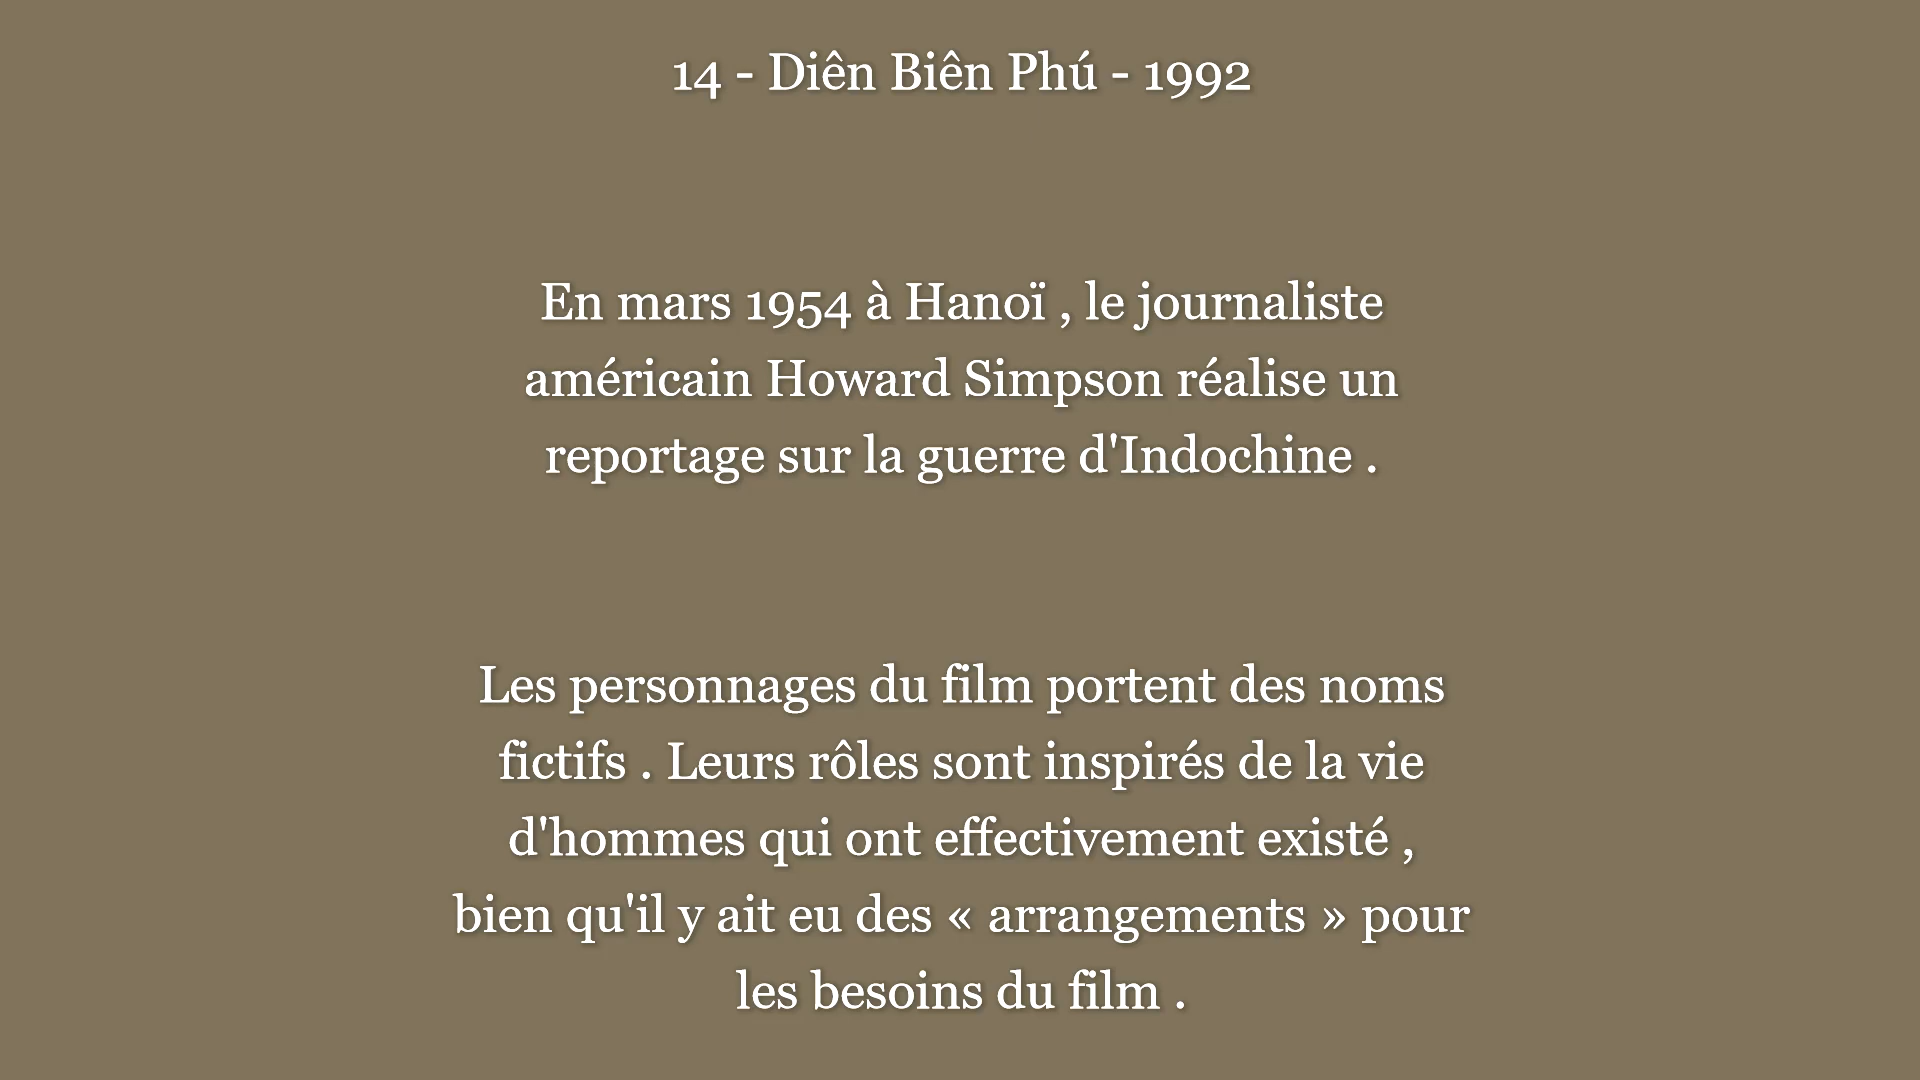 14 - Diên Biên Phú - 1992
En mars 1954 à Hanoï , le journaliste
américain Howard Simpson réalise un
reportage sur la guerre d'Indochine .
Les personnages du film portent des noms
fictifs . Leurs rôles sont inspirés de la vie
d'hommes qui ont effectivement existé ,
bien qu'il y ait eu des « arrangements » pour
les besoins du film .